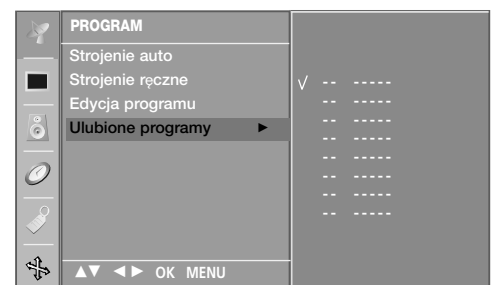 PROGRAM
Strojenie auto
Strojenie ręczne
Edycja programu
Ulubione programy ►
√ -- -----
-- -----
-- -----
-- -----
-- -----
-- -----
-- -----
-- -----
▲▼ ◄► OK MENU